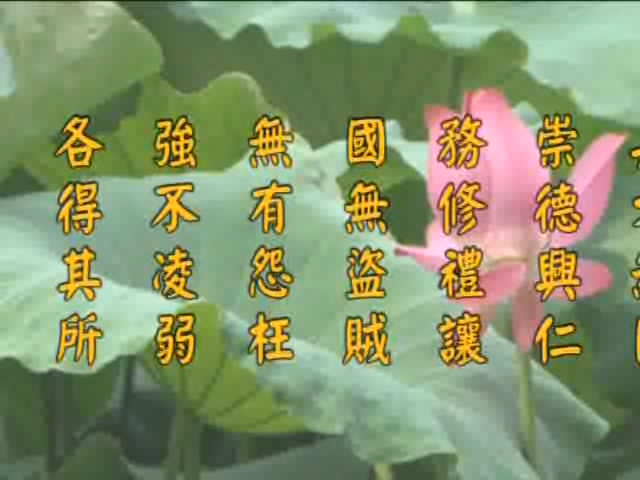 崇德興仁
務修禮讓
國無盜賊
無有怨枉
強不凌弱
各得其所